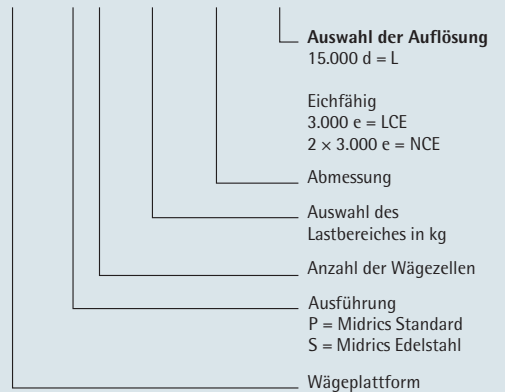 Auswahl der Auflösung
15.000 d = L
Eichfähig
3.000 e = LCE
2 × 3.000 e = NCE
Abmessung
Auswahl des
Lastbereiches in kg
Anzahl der Wägezellen
Ausführung
P = Midrics Standard
S = Midrics Edelstahl
Wägeplattform